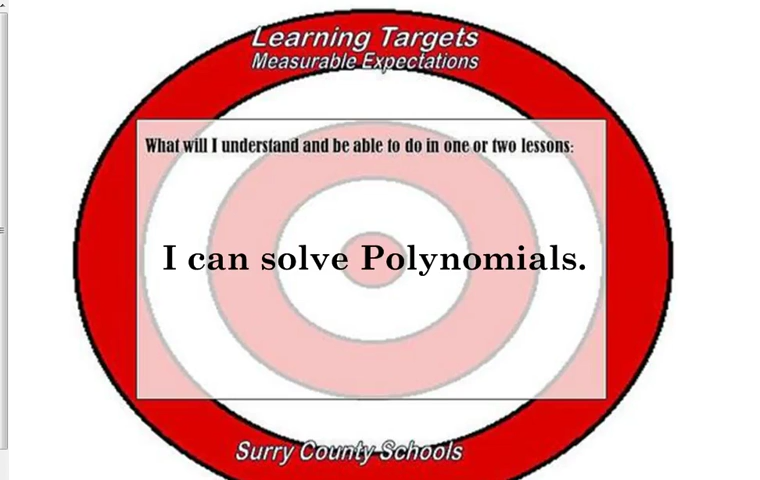 Learning Targets
Measurable Expectations
What will I understand and be able to do in one or two lessons:
I can solve Polynomials.
Surry County Schools